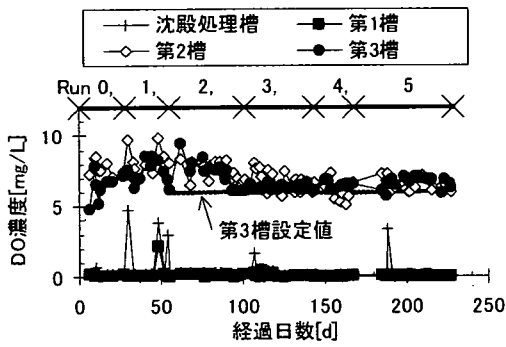 沈殿処理槽 第1槽
第2槽 第3槽
Run 0, 1, 2, 3, 4, 5
10
5
0
DO濃度[mg/L]
第3槽設定値
0 50 100 150 200 250
経過日数[d]